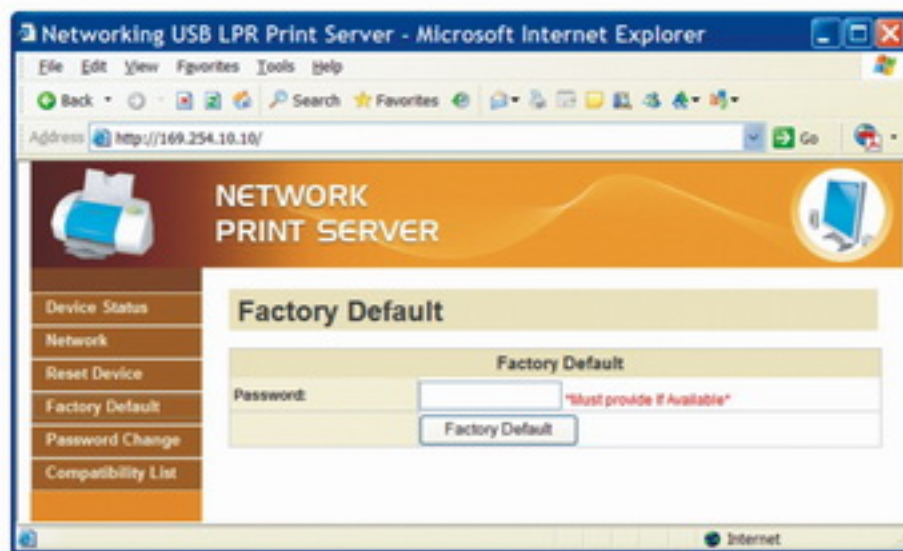 Networking USB LPR Print Server - Microsoft Internet Explorer
File Edit View Favorites Tools Help
Back Search Favorites
Address http://169.254.10.10/ Go
NETWORK
PRINT SERVER
Device Status
Network
Reset Device
Factory Default
Password Change
Compatibility List
Factory Default
Factory Default
Password: *Must provide if Available*
Factory Default
Internet